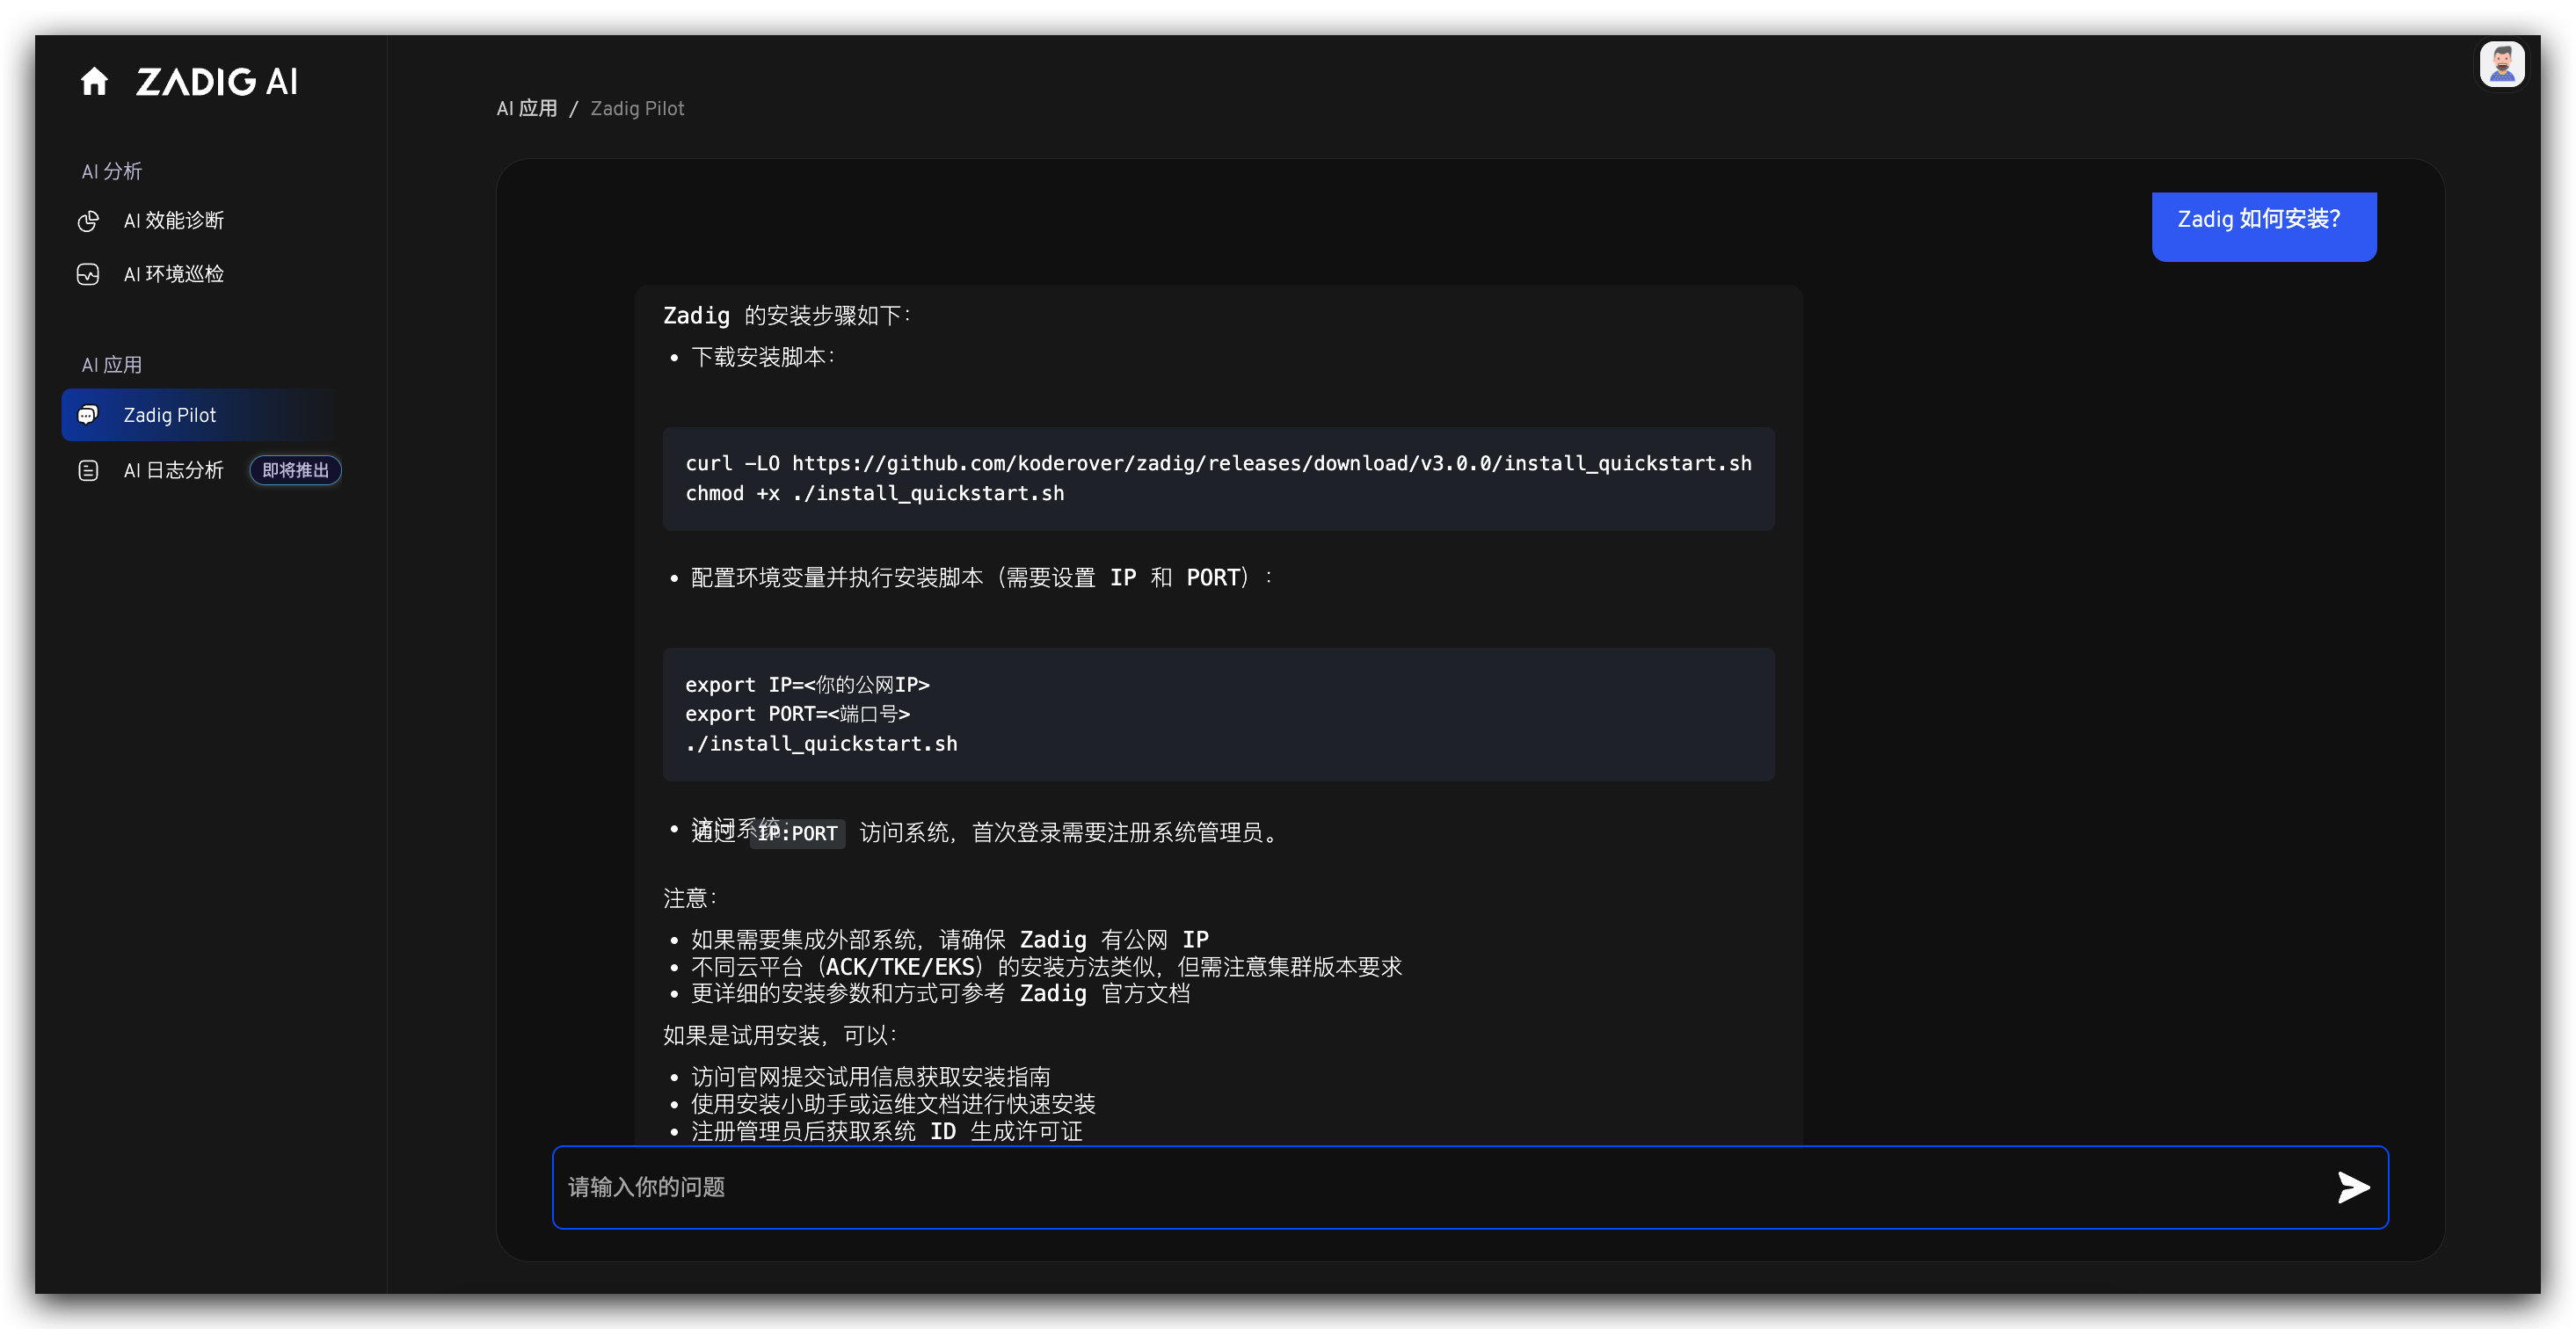 ZADIG AI
AI 分析
AI 效能诊断
AI 环境巡检
AI 应用
Zadig Pilot
AI 日志分析 即将推出
AI 应用 / Zadig Pilot
Zadig 如何安装?
Zadig 的安装步骤如下：
• 下载安装脚本：
curl -LO https://github.com/koderover/zadig/releases/download/v3.0.0/install_quickstart.sh
chmod +x ./install_quickstart.sh
• 配置环境变量并执行安装脚本（需要设置 IP 和 PORT）：
export IP=<你的公网IP>
export PORT=<端口号>
./install_quickstart.sh
• 访问系统：
通过 IP:PORT 访问系统，首次登录需要注册系统管理员。
注意：
• 如果需要集成外部系统，请确保 Zadig 有公网 IP
• 不同云平台（ACK/TKE/EKS）的安装方法类似，但需注意集群版本要求
• 更详细的安装参数和方式可参考 Zadig 官方文档
如果是试用安装，可以：
• 访问官网提交试用信息获取安装指南
• 使用安装小助手或运维文档进行快速安装
• 注册管理员后获取系统 ID 生成许可证
请输入你的问题